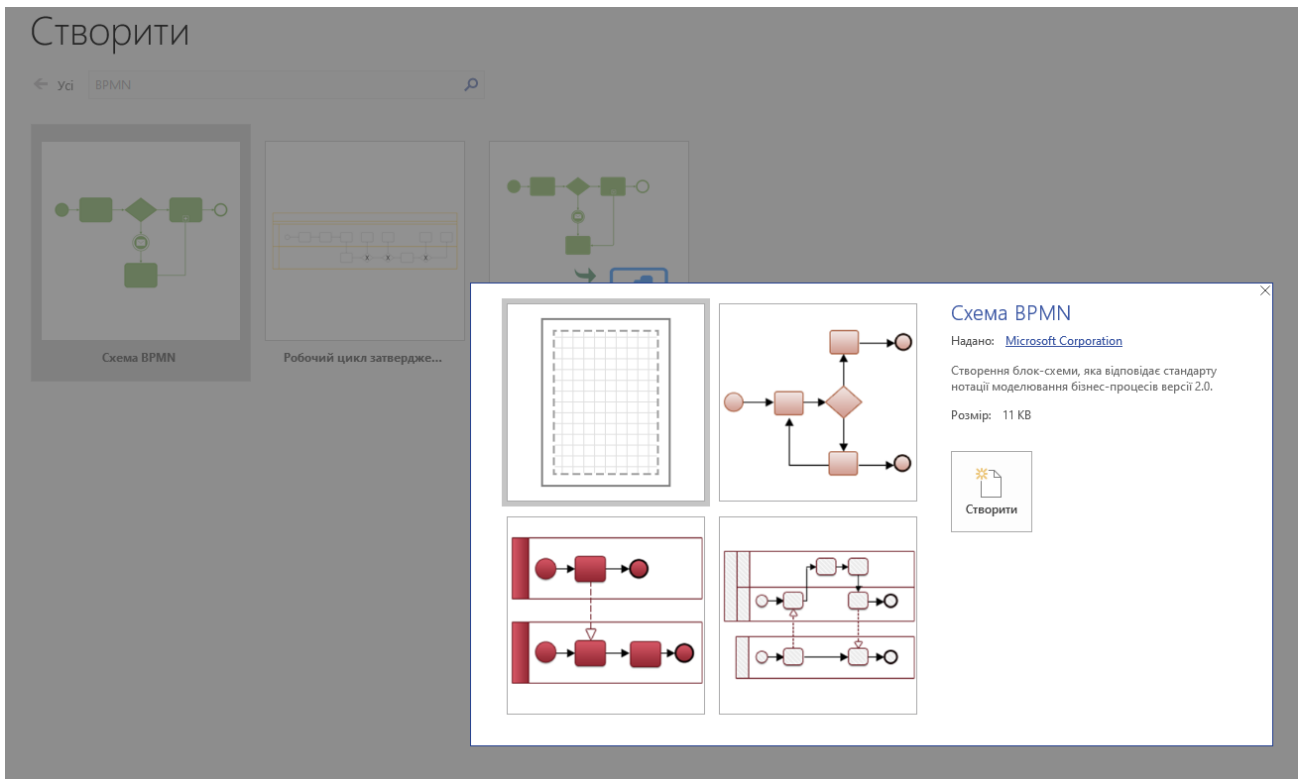 Створити
Усі
BPMN
Схема BPMN
Робочий цикл затвердже...
Схема BPMN
Надано: Microsoft Corporation
Створення блок-схеми, яка відповідає стандарту
нотації моделювання бізнес-процесів версії 2.0.
Розмір: 11 KB
Створити